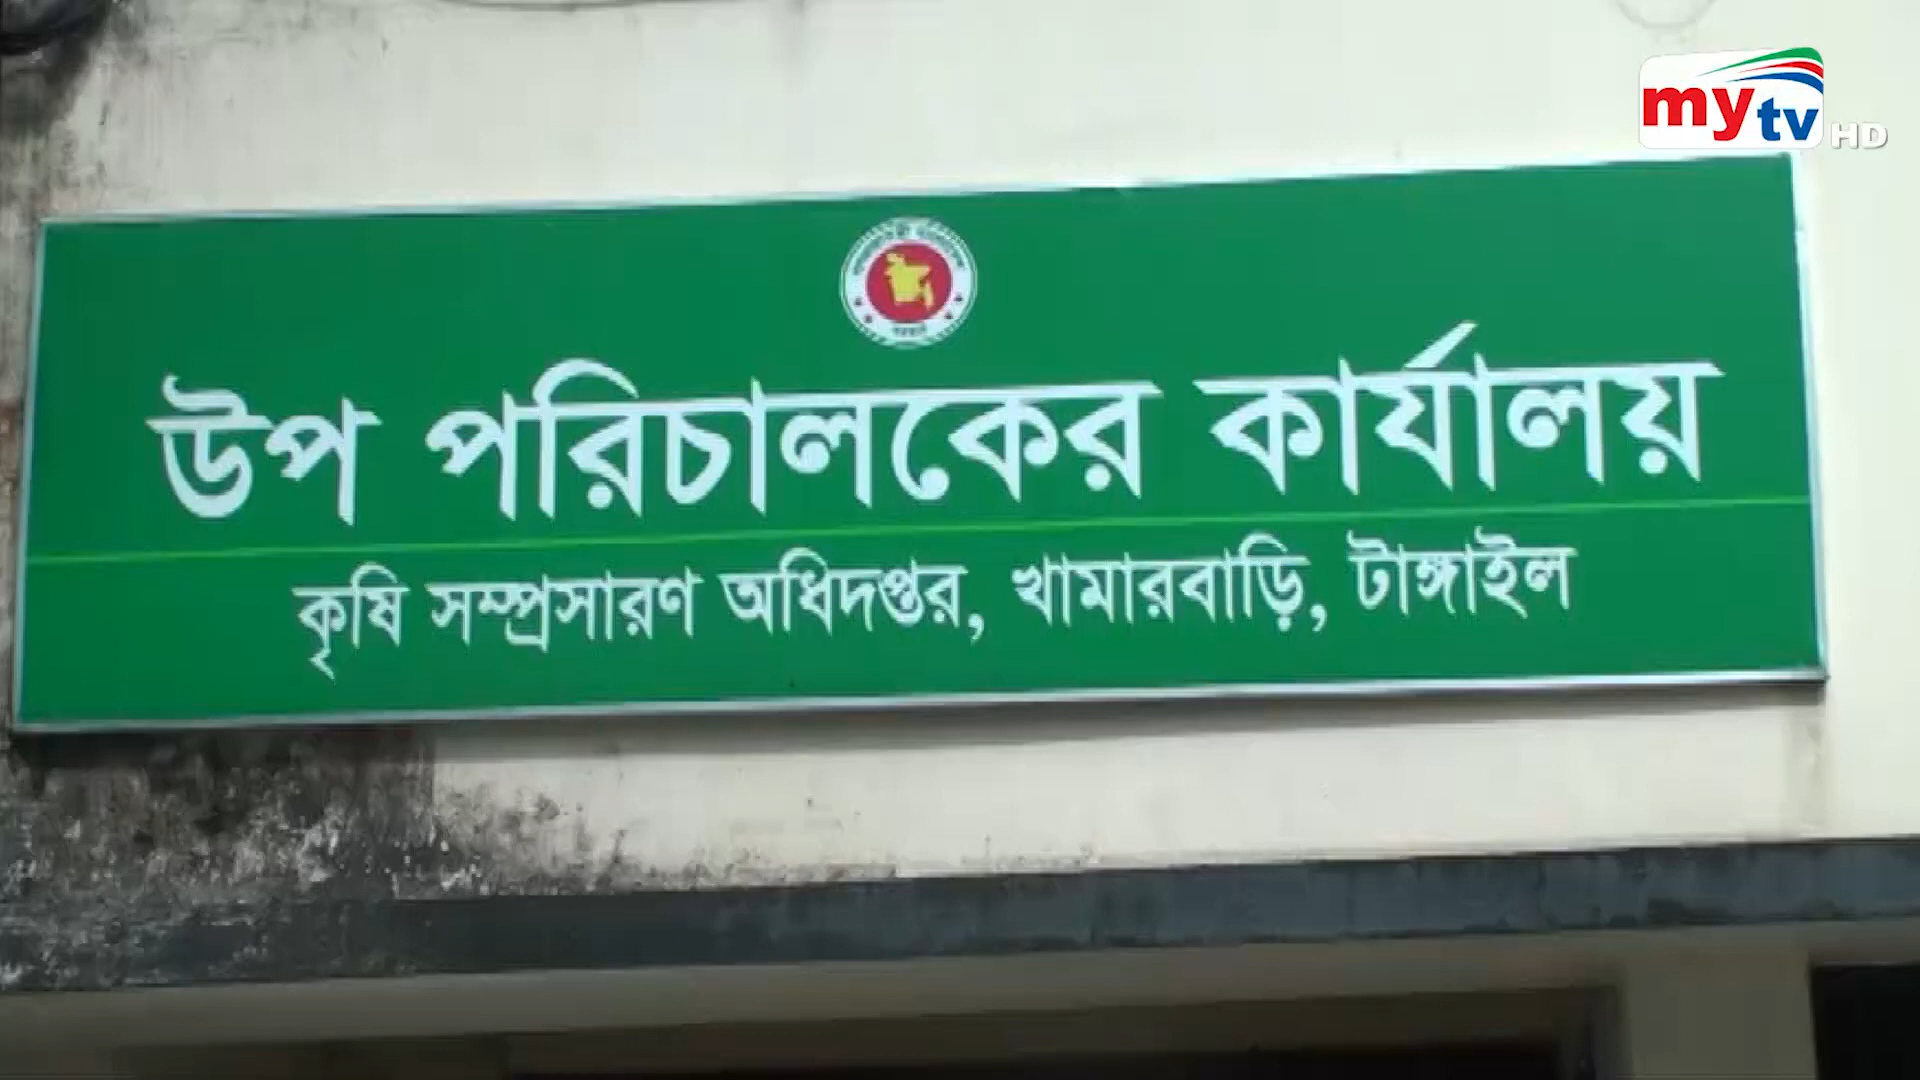 mytv HD
উপ পরিচালকের কার্যালয়
কৃষি সম্প্রসারণ অধিদপ্তর, খামারবাড়ি, টাঙ্গাইল